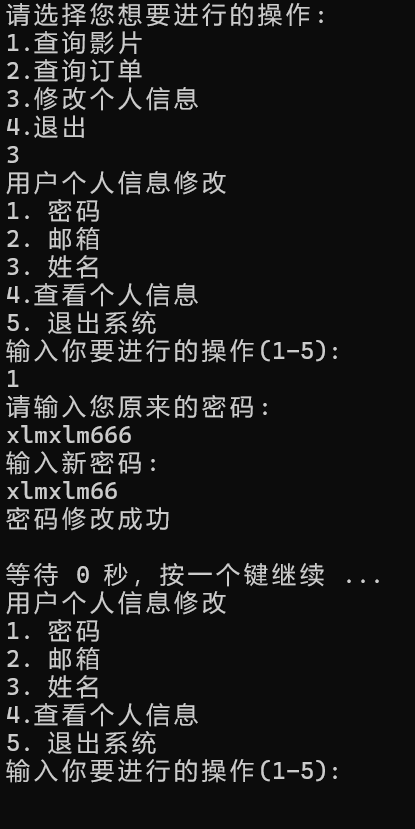 请选择您想要进行的操作:
1.查询影片
2.查询订单
3.修改个人信息
4.退出
3
用户个人信息修改
1. 密码
2. 邮箱
3. 姓名
4.查看个人信息
5. 退出系统
输入你要进行的操作(1-5):
1
请输入您原来的密码:
xlmxlm666
输入新密码:
xlmxlm66
密码修改成功
等待 0 秒, 按一个键继续 ...
用户个人信息修改
1. 密码
2. 邮箱
3. 姓名
4.查看个人信息
5. 退出系统
输入你要进行的操作(1-5):